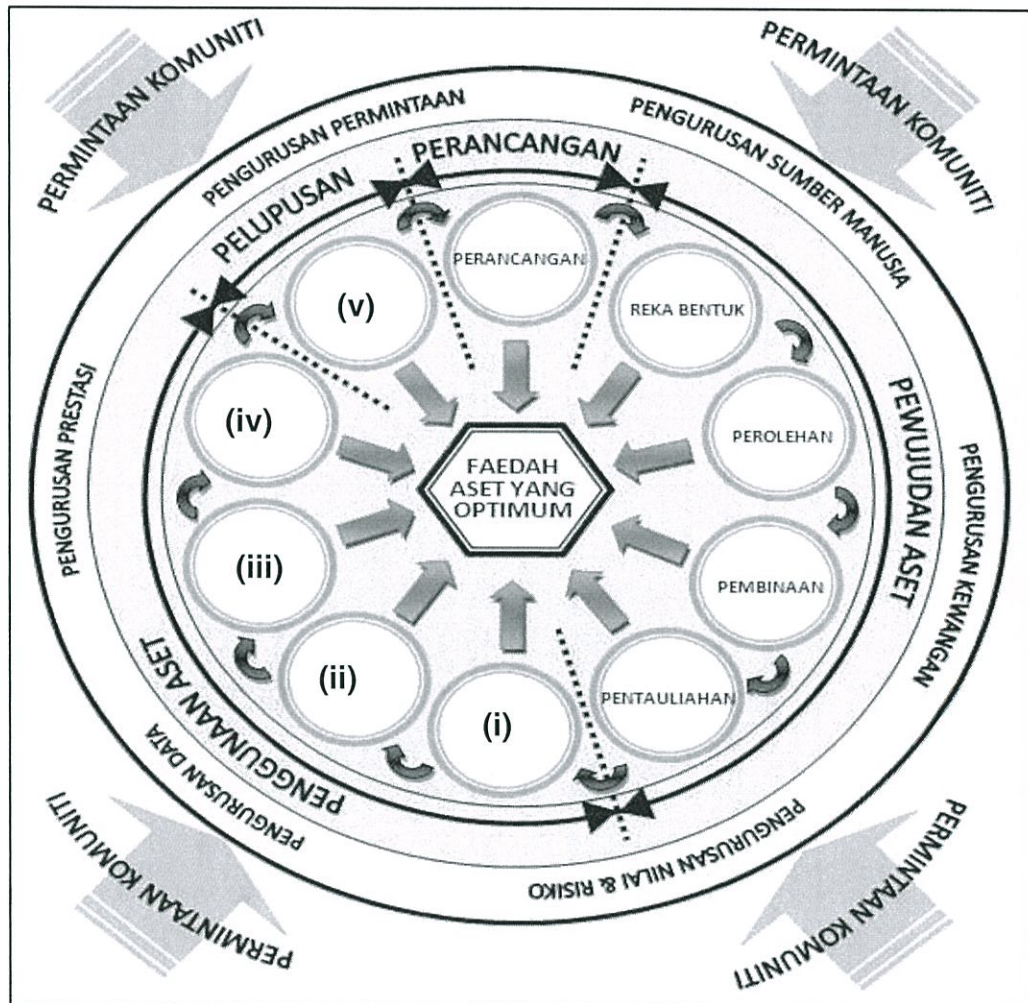 PERMINTAAN KOMUNITI
PERMINTAAN KOMUNITI
PENGURUSAN PERMINTAAN
PENGURUSAN SUMBER MANUSIA
PELUPUSAN
PERANCANGAN
PERANCANGAN
(v)
REKA BENTUK
(iv)
PEROLEHAN
PENGURUSAN PRESTASI
PEWUJUDAN ASET
FAEDAH
ASET YANG
OPTIMUM
PENGURUSAN KEWANGAN
(iii)
PEMBINAAN
(ii)
PENTAULIAHAN
(i)
PENGGUNAAN ASET
PENGURUSAN DATA
PENGURUSAN NILAI & RISIKO
PERMINTAAN KOMUNITI
PERMINTAAN KOMUNITI